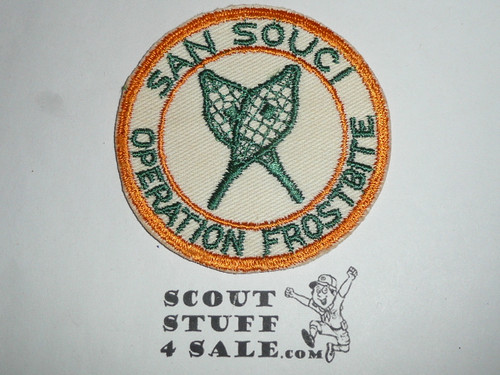 SAN SOUCI
OPERATION FROSTBITE
SCOUT
STUFF
4 SALE.COM